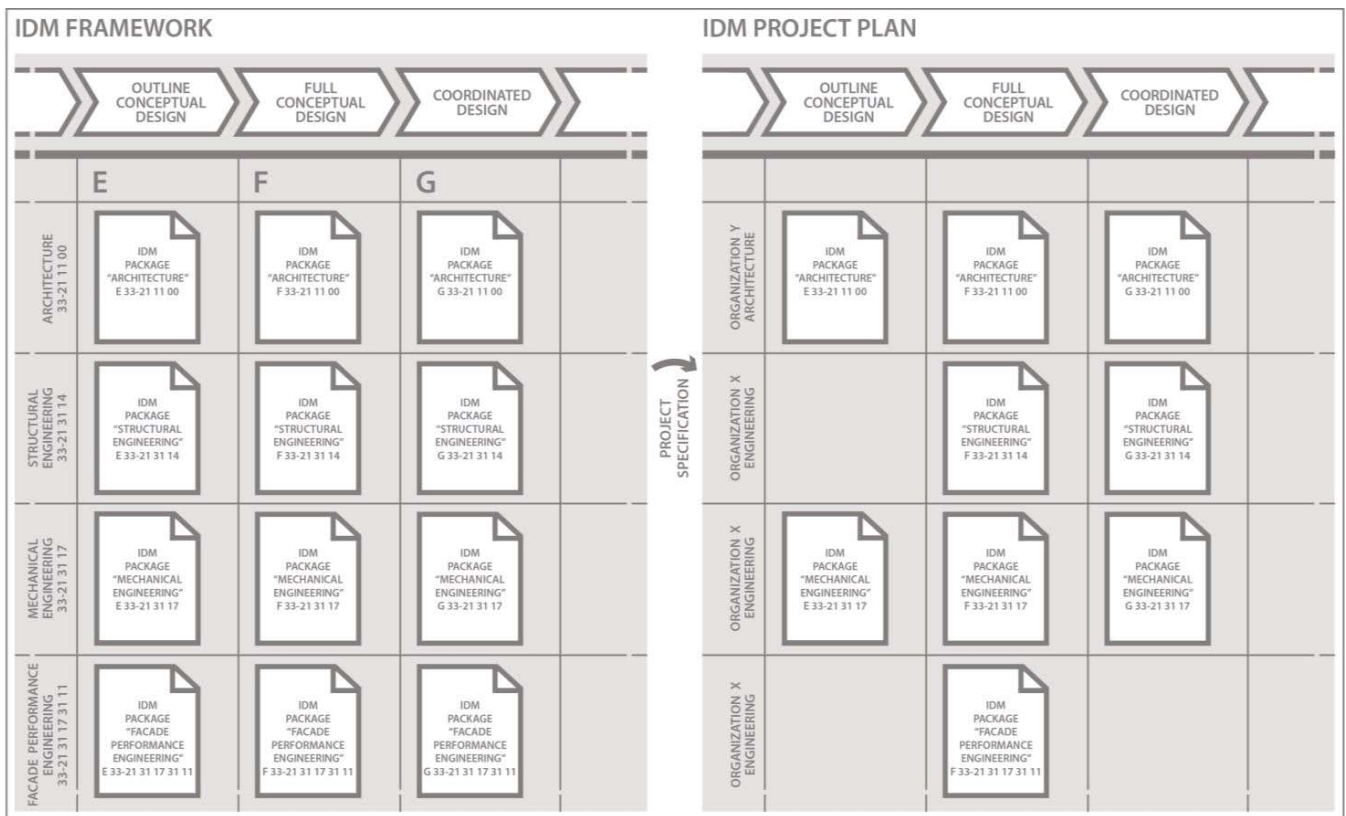 IDM FRAMEWORK
OUTLINE
CONCEPTUAL
DESIGN
FULL
CONCEPTUAL
DESIGN
COORDINATED
DESIGN
E
F
G
ARCHITECTURE
33-21 11 00
IDM
PACKAGE
"ARCHITECTURE"
E 33-21 11 00
IDM
PACKAGE
"ARCHITECTURE"
F 33-21 11 00
IDM
PACKAGE
"ARCHITECTURE"
G 33-21 11 00
STRUCTURAL
ENGINEERING
33-21 31 14
IDM
PACKAGE
"STRUCTURAL
ENGINEERING"
E 33-21 31 14
IDM
PACKAGE
"STRUCTURAL
ENGINEERING"
F 33-21 31 14
IDM
PACKAGE
"STRUCTURAL
ENGINEERING"
G 33-21 31 14
MECHANICAL
ENGINEERING
33-21 31 17
IDM
PACKAGE
"MECHANICAL
ENGINEERING"
E 33-21 31 17
IDM
PACKAGE
"MECHANICAL
ENGINEERING"
F 33-21 31 17
IDM
PACKAGE
"MECHANICAL
ENGINEERING"
G 33-21 31 17
FACADE PERFORMANCE
ENGINEERING
33-21 31 17 31 11
IDM
PACKAGE
"FACADE
PERFORMANCE
ENGINEERING"
E 33-21 31 17 31 11
IDM
PACKAGE
"FACADE
PERFORMANCE
ENGINEERING"
F 33-21 31 17 31 11
IDM
PACKAGE
"FACADE
PERFORMANCE
ENGINEERING"
G 33-21 31 17 31 11
PROJECT
SPECIFICATION
IDM PROJECT PLAN
OUTLINE
CONCEPTUAL
DESIGN
FULL
CONCEPTUAL
DESIGN
COORDINATED
DESIGN
ORGANIZATION Y
ARCHITECTURE
IDM
PACKAGE
"ARCHITECTURE"
E 33-21 11 00
IDM
PACKAGE
"ARCHITECTURE"
F 33-21 11 00
IDM
PACKAGE
"ARCHITECTURE"
G 33-21 11 00
ORGANIZATION X
ENGINEERING
IDM
PACKAGE
"STRUCTURAL
ENGINEERING"
F 33-21 31 14
IDM
PACKAGE
"STRUCTURAL
ENGINEERING"
G 33-21 31 14
ORGANIZATION X
ENGINEERING
IDM
PACKAGE
"MECHANICAL
ENGINEERING"
E 33-21 31 17
IDM
PACKAGE
"MECHANICAL
ENGINEERING"
F 33-21 31 17
IDM
PACKAGE
"MECHANICAL
ENGINEERING"
G 33-21 31 17
ORGANIZATION X
ENGINEERING
IDM
PACKAGE
"FACADE
PERFORMANCE
ENGINEERING"
F 33-21 31 17 31 11